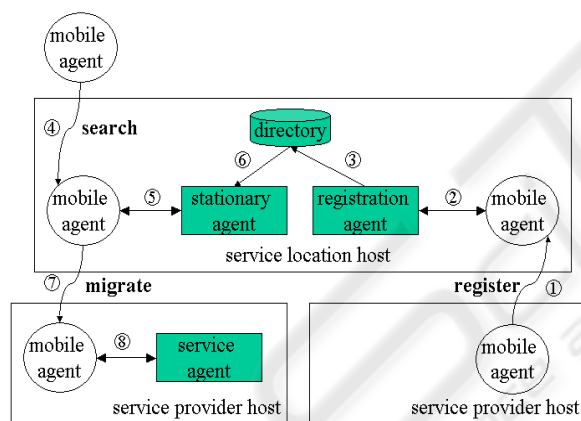 mobile
agent
④ search
directory
⑥ ③
mobile
agent
⑤
stationary
agent
registration
agent
②
mobile
agent
service location host
⑦ migrate
register ①
mobile
agent
⑧
service
agent
service provider host
mobile
agent
service provider host